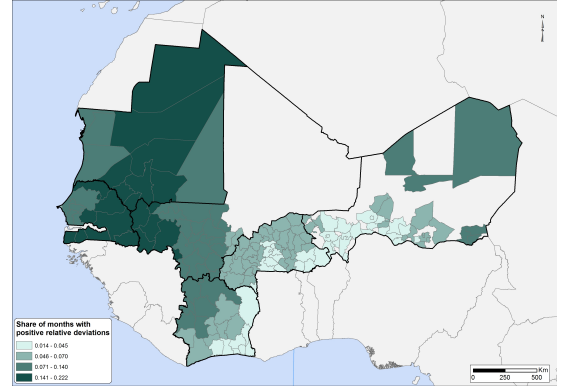 N
Share of months with
positive relative deviations
0.014 - 0.045
0.046 - 0.070
0.071 - 0.140
0.141 - 0.222
Km
0 250 500